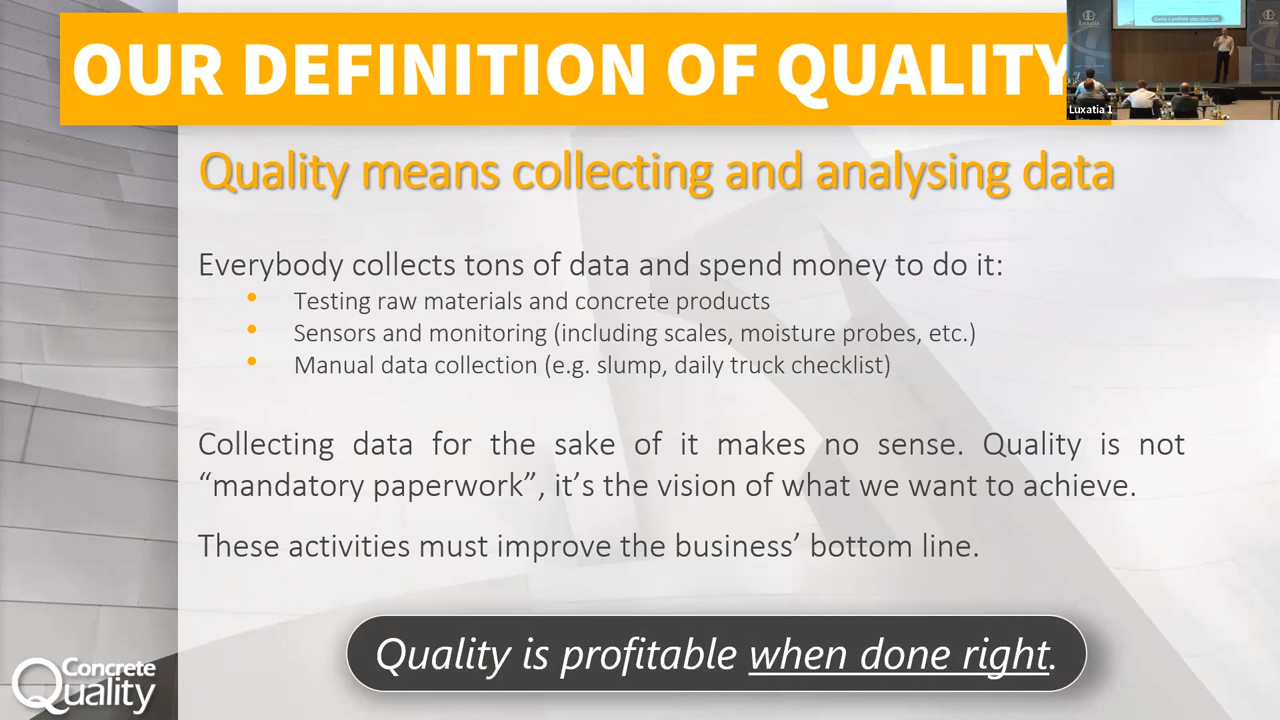 OUR DEFINITION OF QUALITY
Luxatia 1
Quality means collecting and analysing data
Everybody collects tons of data and spend money to do it:
• Testing raw materials and concrete products
• Sensors and monitoring (including scales, moisture probes, etc.)
• Manual data collection (e.g. slump, daily truck checklist)
Collecting data for the sake of it makes no sense. Quality is not
“mandatory paperwork”, it’s the vision of what we want to achieve.
These activities must improve the business’ bottom line.
Quality is profitable when done right.
Concrete
Quality